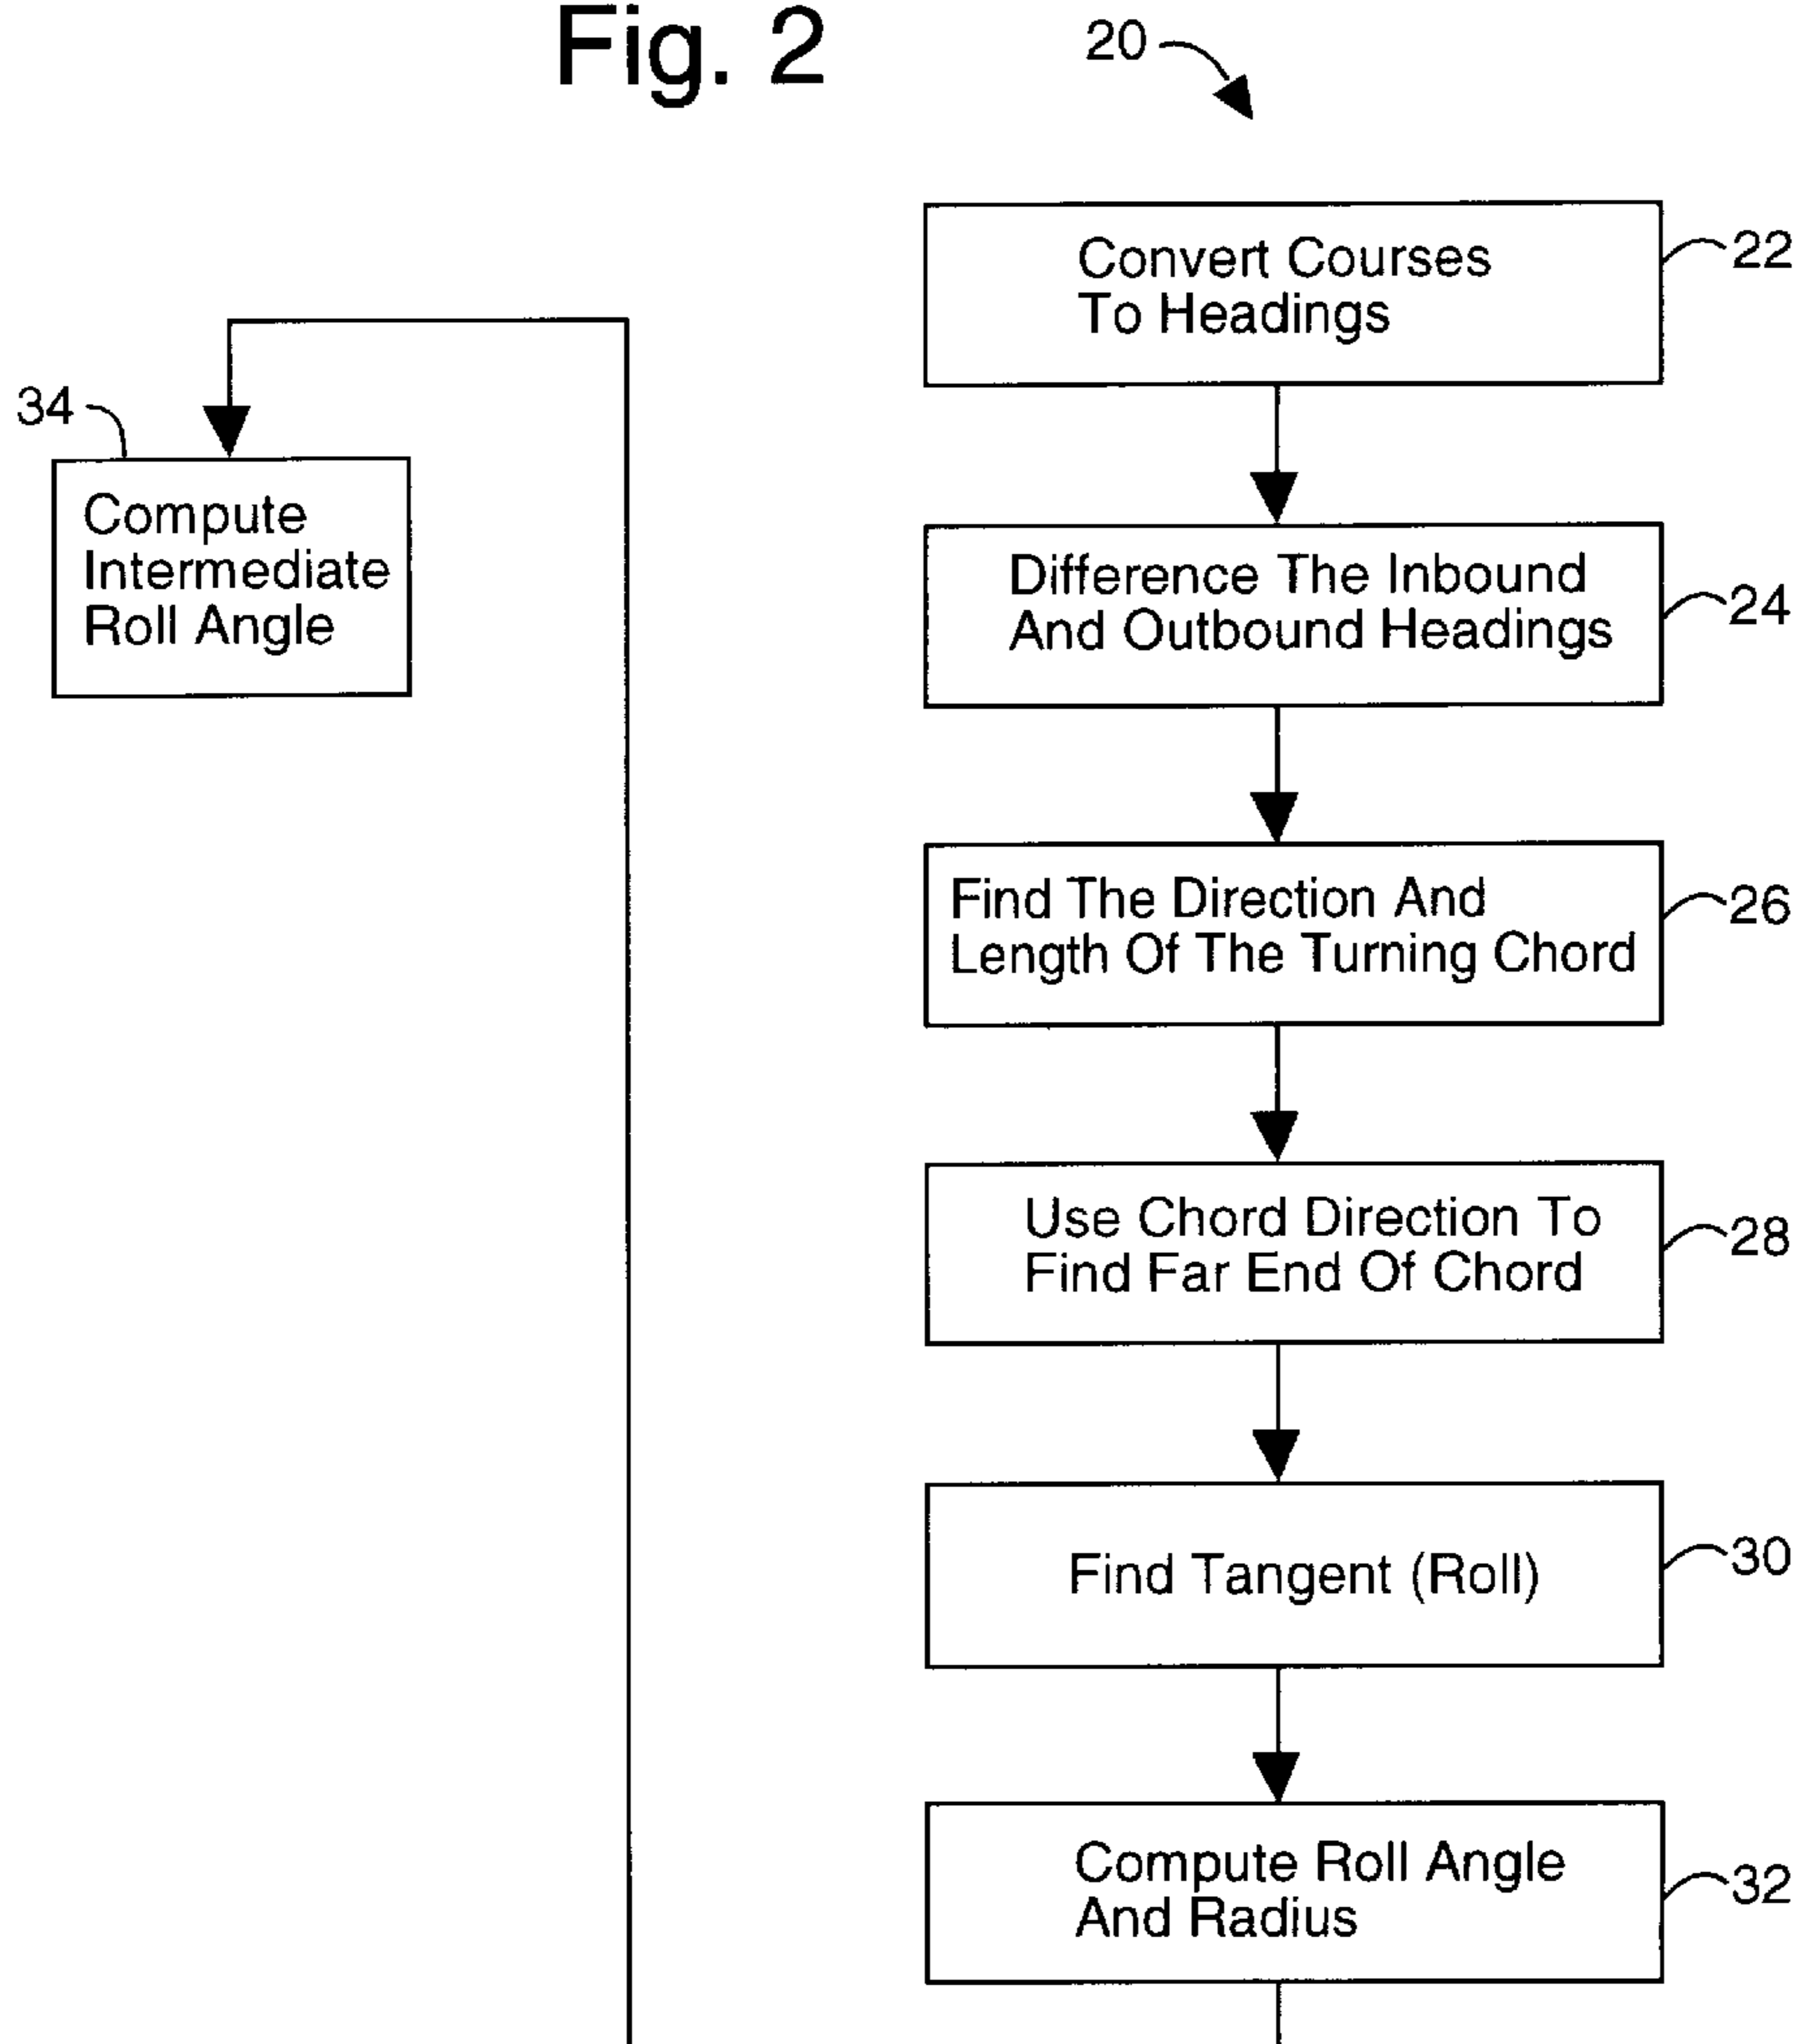 Fig. 2
20
Convert Courses
To Headings
22
34
Compute
Intermediate
Roll Angle
Difference The Inbound
And Outbound Headings
24
Find The Direction And
Length Of The Turning Chord
26
Use Chord Direction To
Find Far End Of Chord
28
Find Tangent (Roll)
30
Compute Roll Angle
And Radius
32